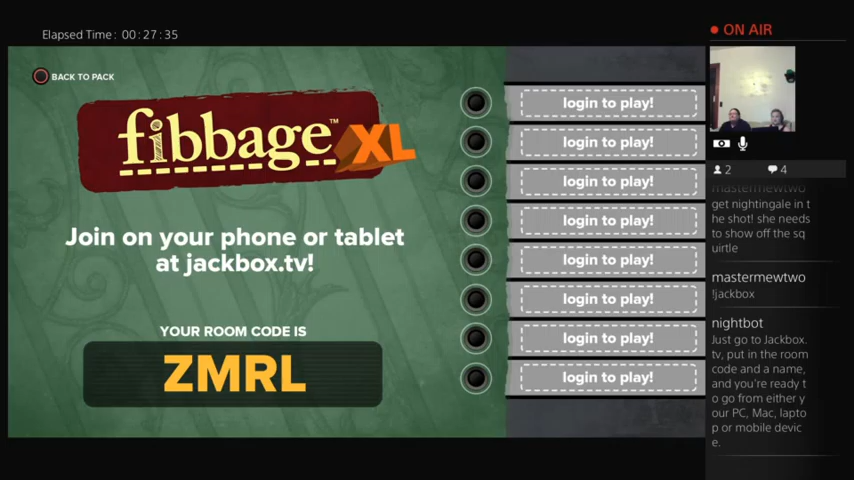 Elapsed Time : 00:27:35
ON AIR
BACK TO PACK
fibbage™ XL
Join on your phone or tablet
at jackbox.tv!
YOUR ROOM CODE IS
ZMRL
login to play!
login to play!
login to play!
login to play!
login to play!
login to play!
login to play!
login to play!
2 4
mastermewtwo
get nightingale in t
he shot! she needs
to show off the sq
uirtle
mastermewtwo
!jackbox
nightbot
Just go to Jackbox.
tv, put in the room
code and a name,
and you're ready t
o go from either y
our PC, Mac, lapto
p or mobile devic
e.